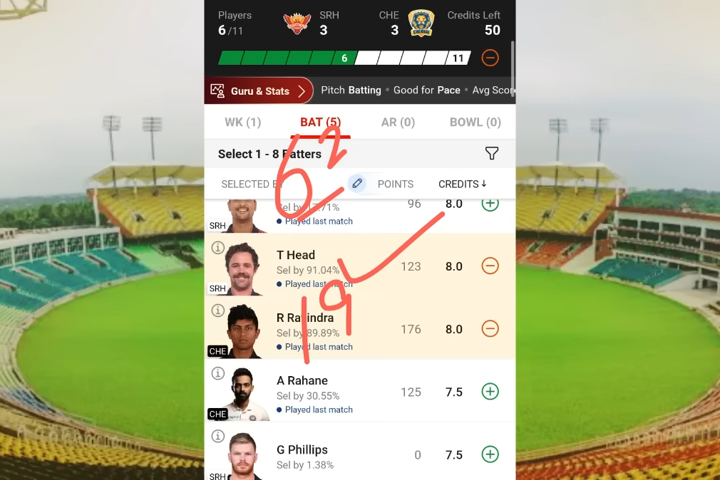 Players
6/11
SRH
3
CHE
3
Credits Left
50
6
11
Guru & Stats
Pitch Batting • Good for Pace • Avg Scor
WK (1)
BAT (5)
AR (0)
BOWL (0)
Select 1 - 8 Batters
62
SELECTED BY
POINTS
CREDITS↓
Sel by
71%
96
8.0
Played last match
SRH
T Head
Sel by 91.04%
123
8.0
Played last match
SRH
19
R Ravindra
Sel by 89.89%
176
8.0
Played last match
CHE
A Rahane
Sel by 30.55%
125
7.5
Played last match
CHE
G Phillips
Sel by 1.38%
0
7.5
SRH